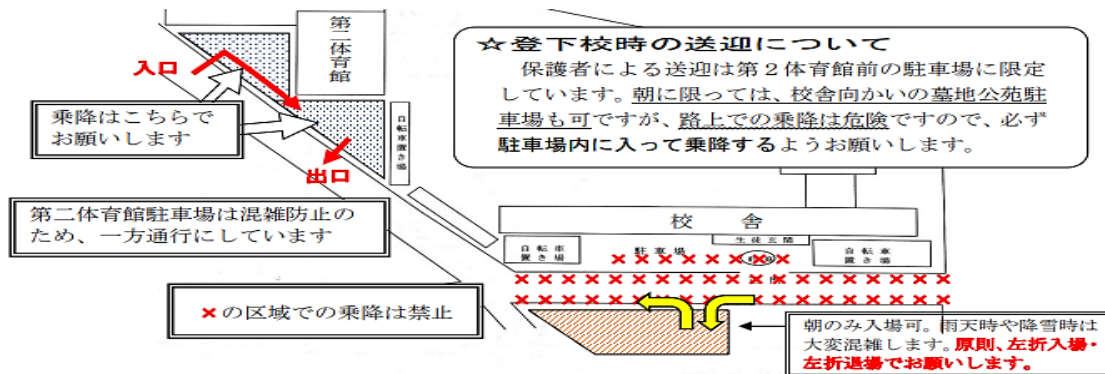 ☆登下校時の送迎について
保護者による送迎は第２体育館前の駐車場に限定
しています。朝に限っては、校舎向かいの墓地公苑駐
車場も可ですが、路上での乗降は危険ですので、必ず
駐車場内に入って乗降するようお願いします。
第二体育館
入口
乗降はこちらで
お願いします
自転車置き場
出口
第二体育館駐車場は混雑防止の
ため、一方通行にしています
校　舎
自転車
置き場
駐車場
生徒玄関
自転車
置き場
×の区域での乗降は禁止
朝のみ入場可。雨天時や降雪時は
大変混雑します。原則、左折入場・
左折退場でお願いします。